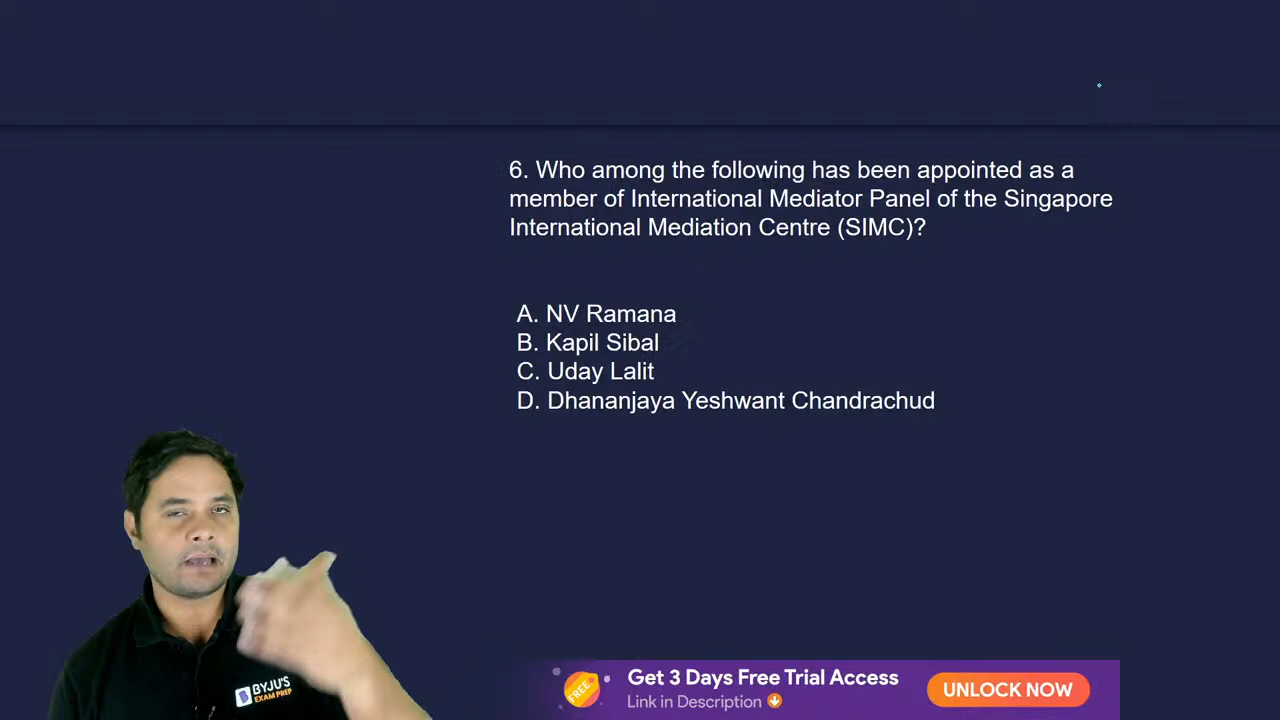 6. Who among the following has been appointed as a
member of International Mediator Panel of the Singapore
International Mediation Centre (SIMC)?
A. NV Ramana
B. Kapil Sibal
C. Uday Lalit
D. Dhananjaya Yeshwant Chandrachud
BYJU'S
EXAM PREP
FREE
Get 3 Days Free Trial Access
Link in Description
UNLOCK NOW